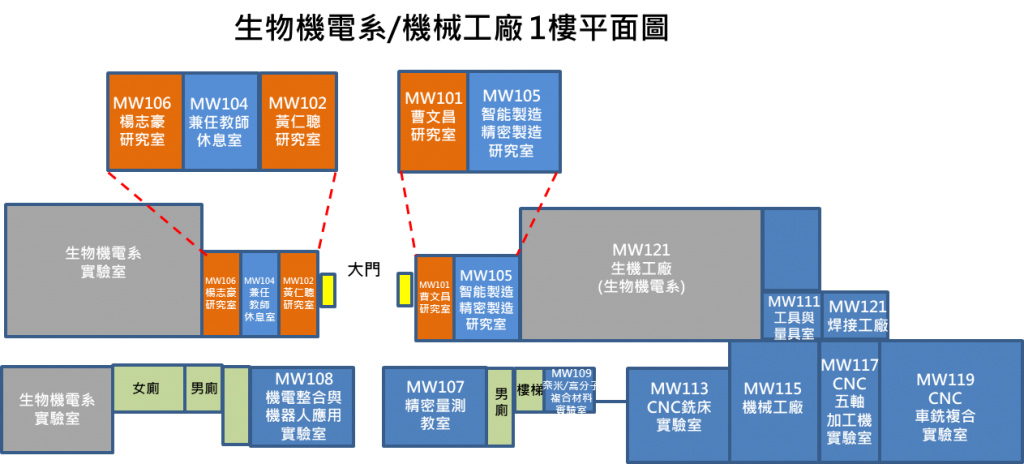 生物機電系/機械工廠1樓平面圖
MW106
楊志豪
研究室
MW104
兼任教師
休息室
MW102
黃仁聰
研究室
MW101
曹文昌
研究室
MW105
智能製造
精密製造
研究室
生物機電系
實驗室
MW106
楊志豪
研究室
MW104
兼任
教師
休息室
MW102
黃仁聰
研究室
大門
MW101
曹文昌
研究室
MW105
智能製造
精密製造
研究室
MW121
生機工廠
(生物機電系)
MW111
工具與
量具室
MW121
焊接工廠
生物機電系
實驗室
女廁
男廁
MW108
機電整合與
機器人應用
實驗室
MW107
精密量測
教室
男
廁
樓梯
MW109
奈米/高分子
複合材料
實驗室
MW113
CNC銑床
實驗室
MW115
機械工廠
MW117
CNC
五軸
加工機
實驗室
MW119
CNC
車銑複合
實驗室